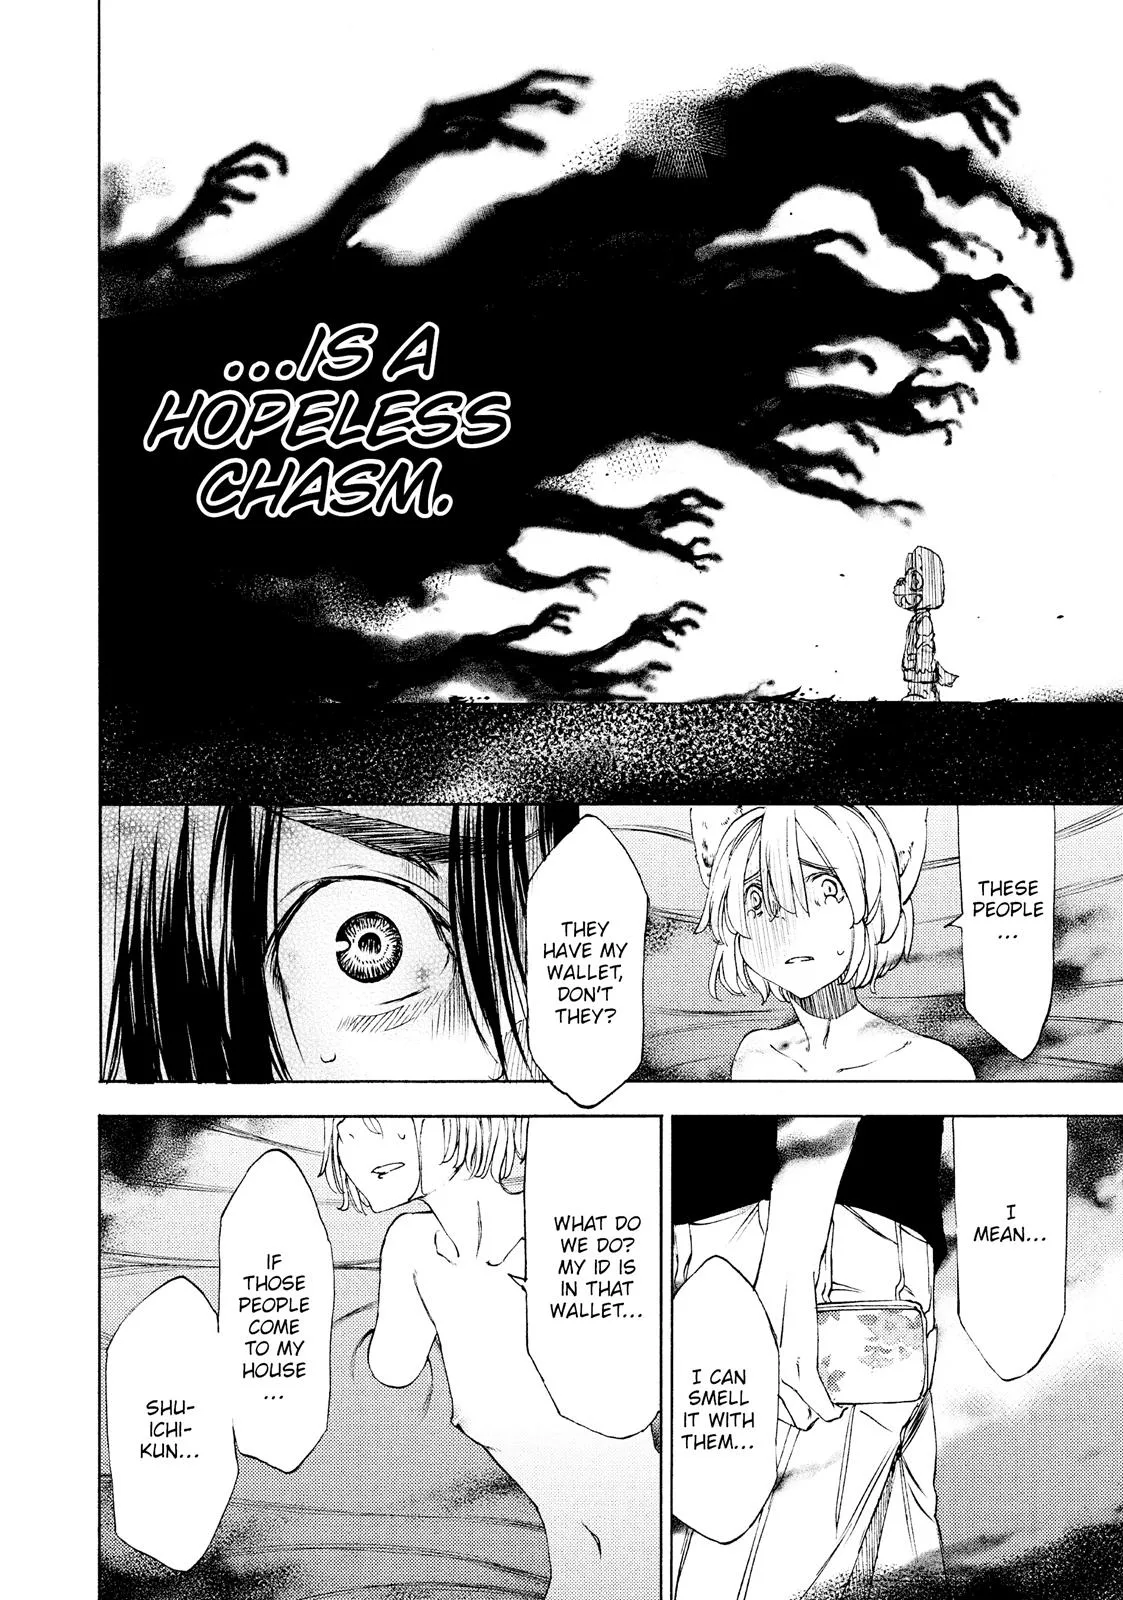 ...IS A
HOPELESS
CHASM.
THESE
PEOPLE
...
THEY
HAVE MY
WALLET,
DON'T
THEY?
I
MEAN...
I CAN
SMELL
IT WITH
THEM...
WHAT DO
WE DO?
MY ID IS
IN THAT
WALLET...
IF
THOSE
PEOPLE
COME
TO MY
HOUSE
...
SHU-
ICHI-
KUN...